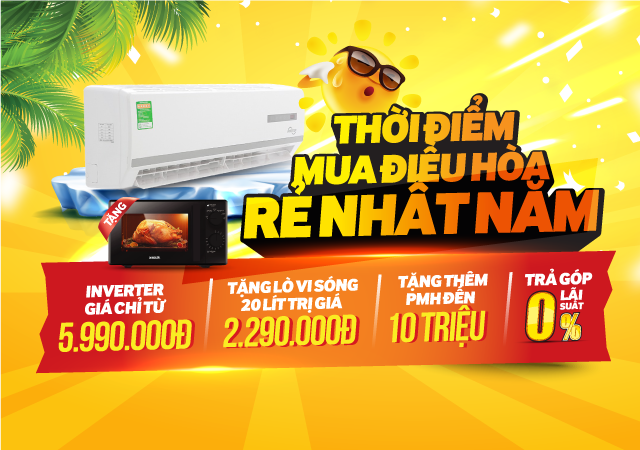 THỜI ĐIỂM
MUA ĐIỀU HÒA
RẺ NHẤT NĂM
TẶNG
INVERTER
GIÁ CHỈ TỪ
5.990.000Đ
TẶNG LÒ VI SÓNG
20 LÍT TRỊ GIÁ
2.290.000Đ
TẶNG THÊM
PMH ĐẾN
10 TRIỆU
TRẢ GÓP
0%
LÃI
SUẤT